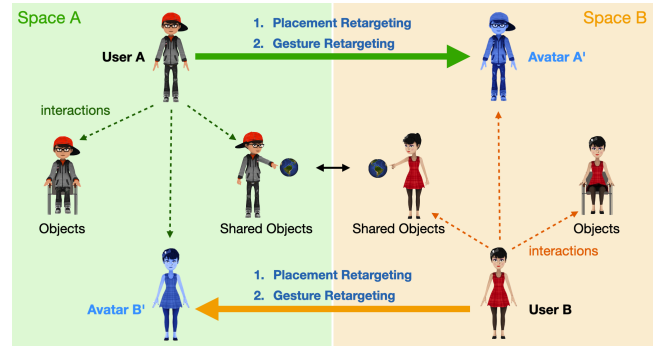 Space A
Space B
1. Placement Retargeting
2. Gesture Retargeting
User A
Avatar A'
interactions
Objects
Shared Objects
Shared Objects
Objects
interactions
1. Placement Retargeting
2. Gesture Retargeting
Avatar B'
User B